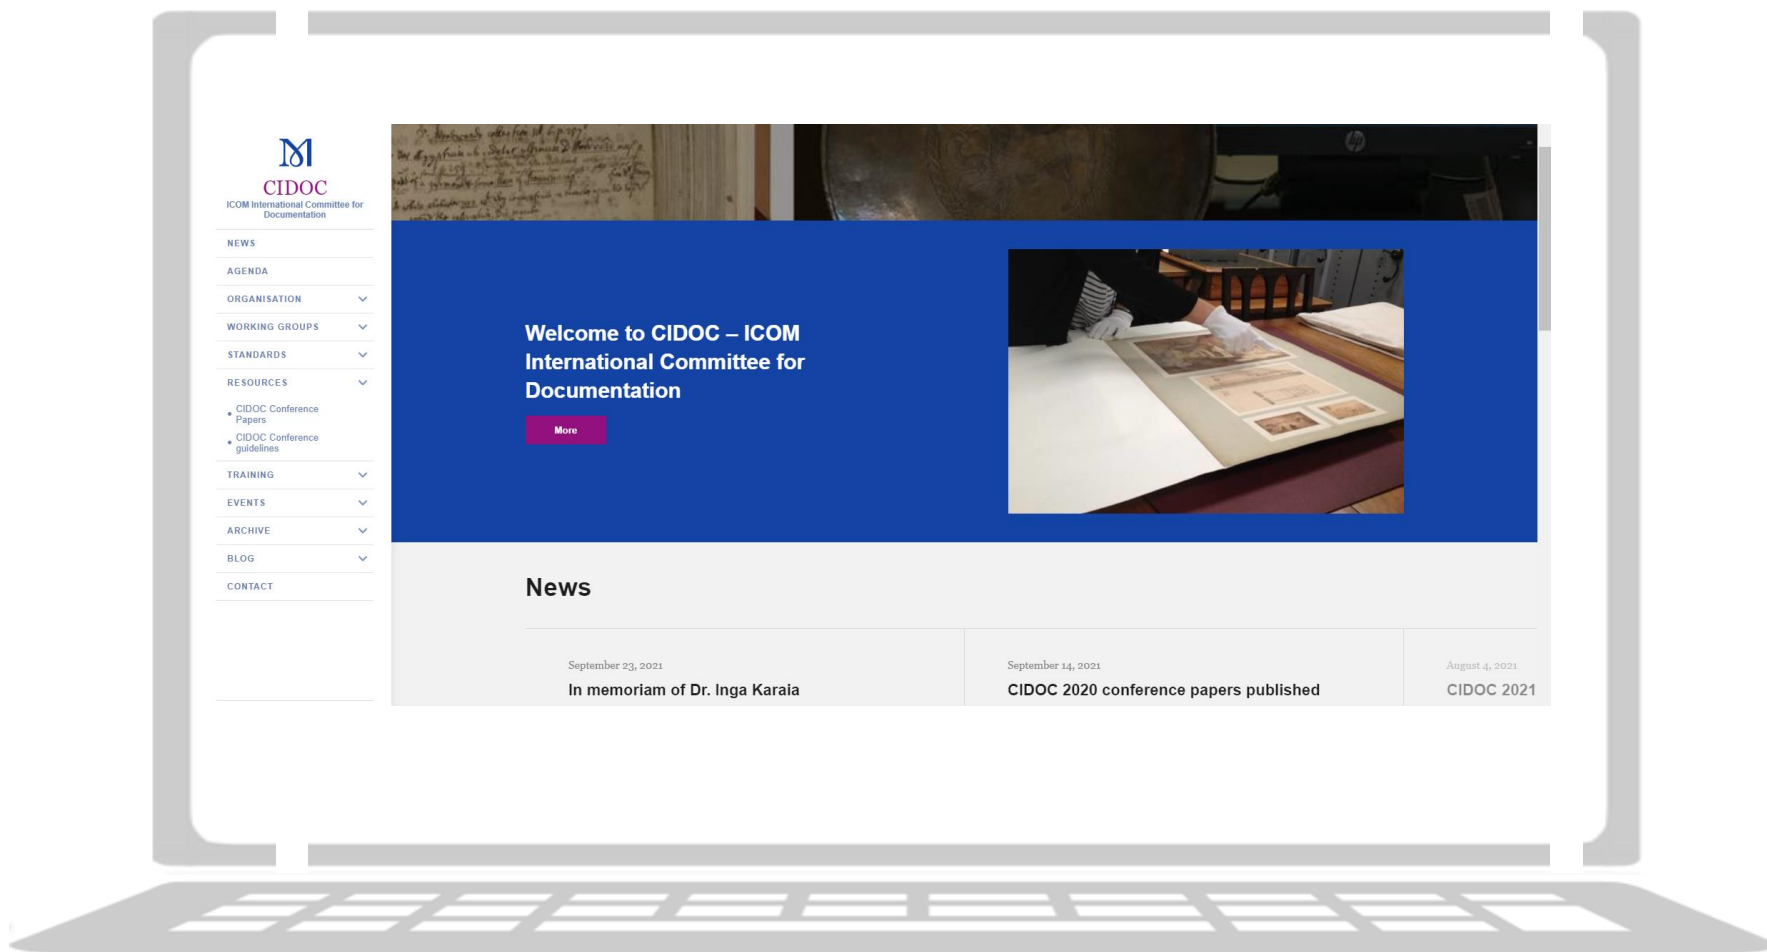 CIDOC
ICOM International Committee for
Documentation
NEWS
AGENDA
ORGANISATION
WORKING GROUPS
STANDARDS
RESOURCES
CIDOC Conference
Papers
CIDOC Conference
guidelines
TRAINING
EVENTS
ARCHIVE
BLOG
CONTACT
hp
Welcome to CIDOC – ICOM
International Committee for
Documentation
More
News
September 23, 2021
In memoriam of Dr. Inga Karaia
September 14, 2021
CIDOC 2020 conference papers published
August 4, 2021
CIDOC 2021